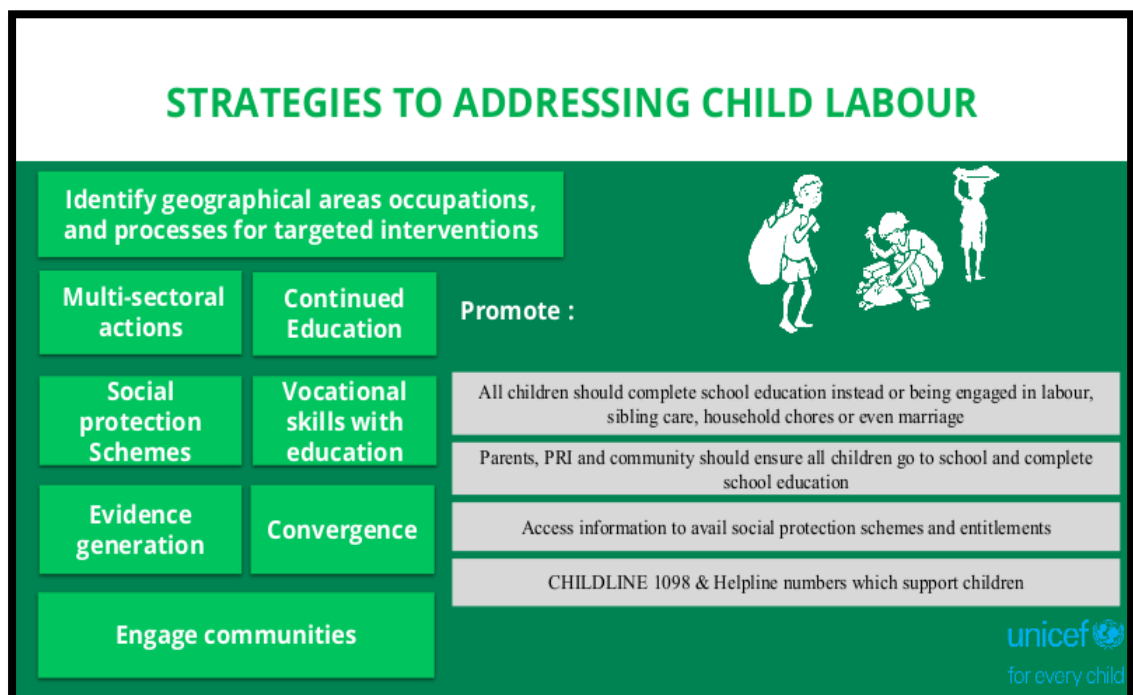 STRATEGIES TO ADDRESSING CHILD LABOUR
Identify geographical areas occupations,
and processes for targeted interventions
Multi-sectoral
actions
Continued
Education
Social
protection
Schemes
Vocational
skills with
education
Evidence
generation
Convergence
Engage communities
Promote :
All children should complete school education instead or being engaged in labour,
sibling care, household chores or even marriage
Parents, PRI and community should ensure all children go to school and complete
school education
Access information to avail social protection schemes and entitlements
CHILDLINE 1098 & Helpline numbers which support children
unicef
for every child